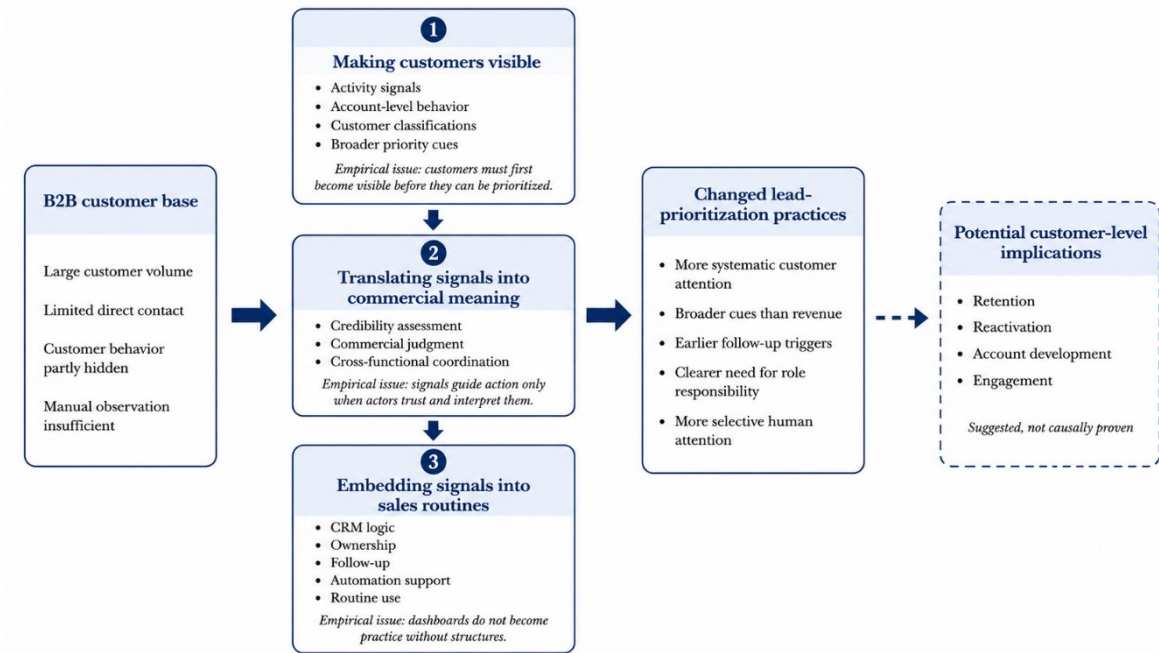 B2B customer base
Large customer volume
Limited direct contact
Customer behavior
partly hidden
Manual observation
insufficient
1
Making customers visible
• Activity signals
• Account-level behavior
• Customer classifications
• Broader priority cues
Empirical issue: customers must first
become visible before they can be prioritized.
2
Translating signals into
commercial meaning
• Credibility assessment
• Commercial judgment
• Cross-functional coordination
Empirical issue: signals guide action only
when actors trust and interpret them.
3
Embedding signals into
sales routines
• CRM logic
• Ownership
• Follow-up
• Automation support
• Routine use
Empirical issue: dashboards do not become
practice without structures.
Changed lead-
prioritization practices
• More systematic customer
attention
• Broader cues than revenue
• Earlier follow-up triggers
• Clearer need for role
responsibility
• More selective human
attention
Potential customer-level
implications
• Retention
• Reactivation
• Account development
• Engagement
Suggested, not causally proven